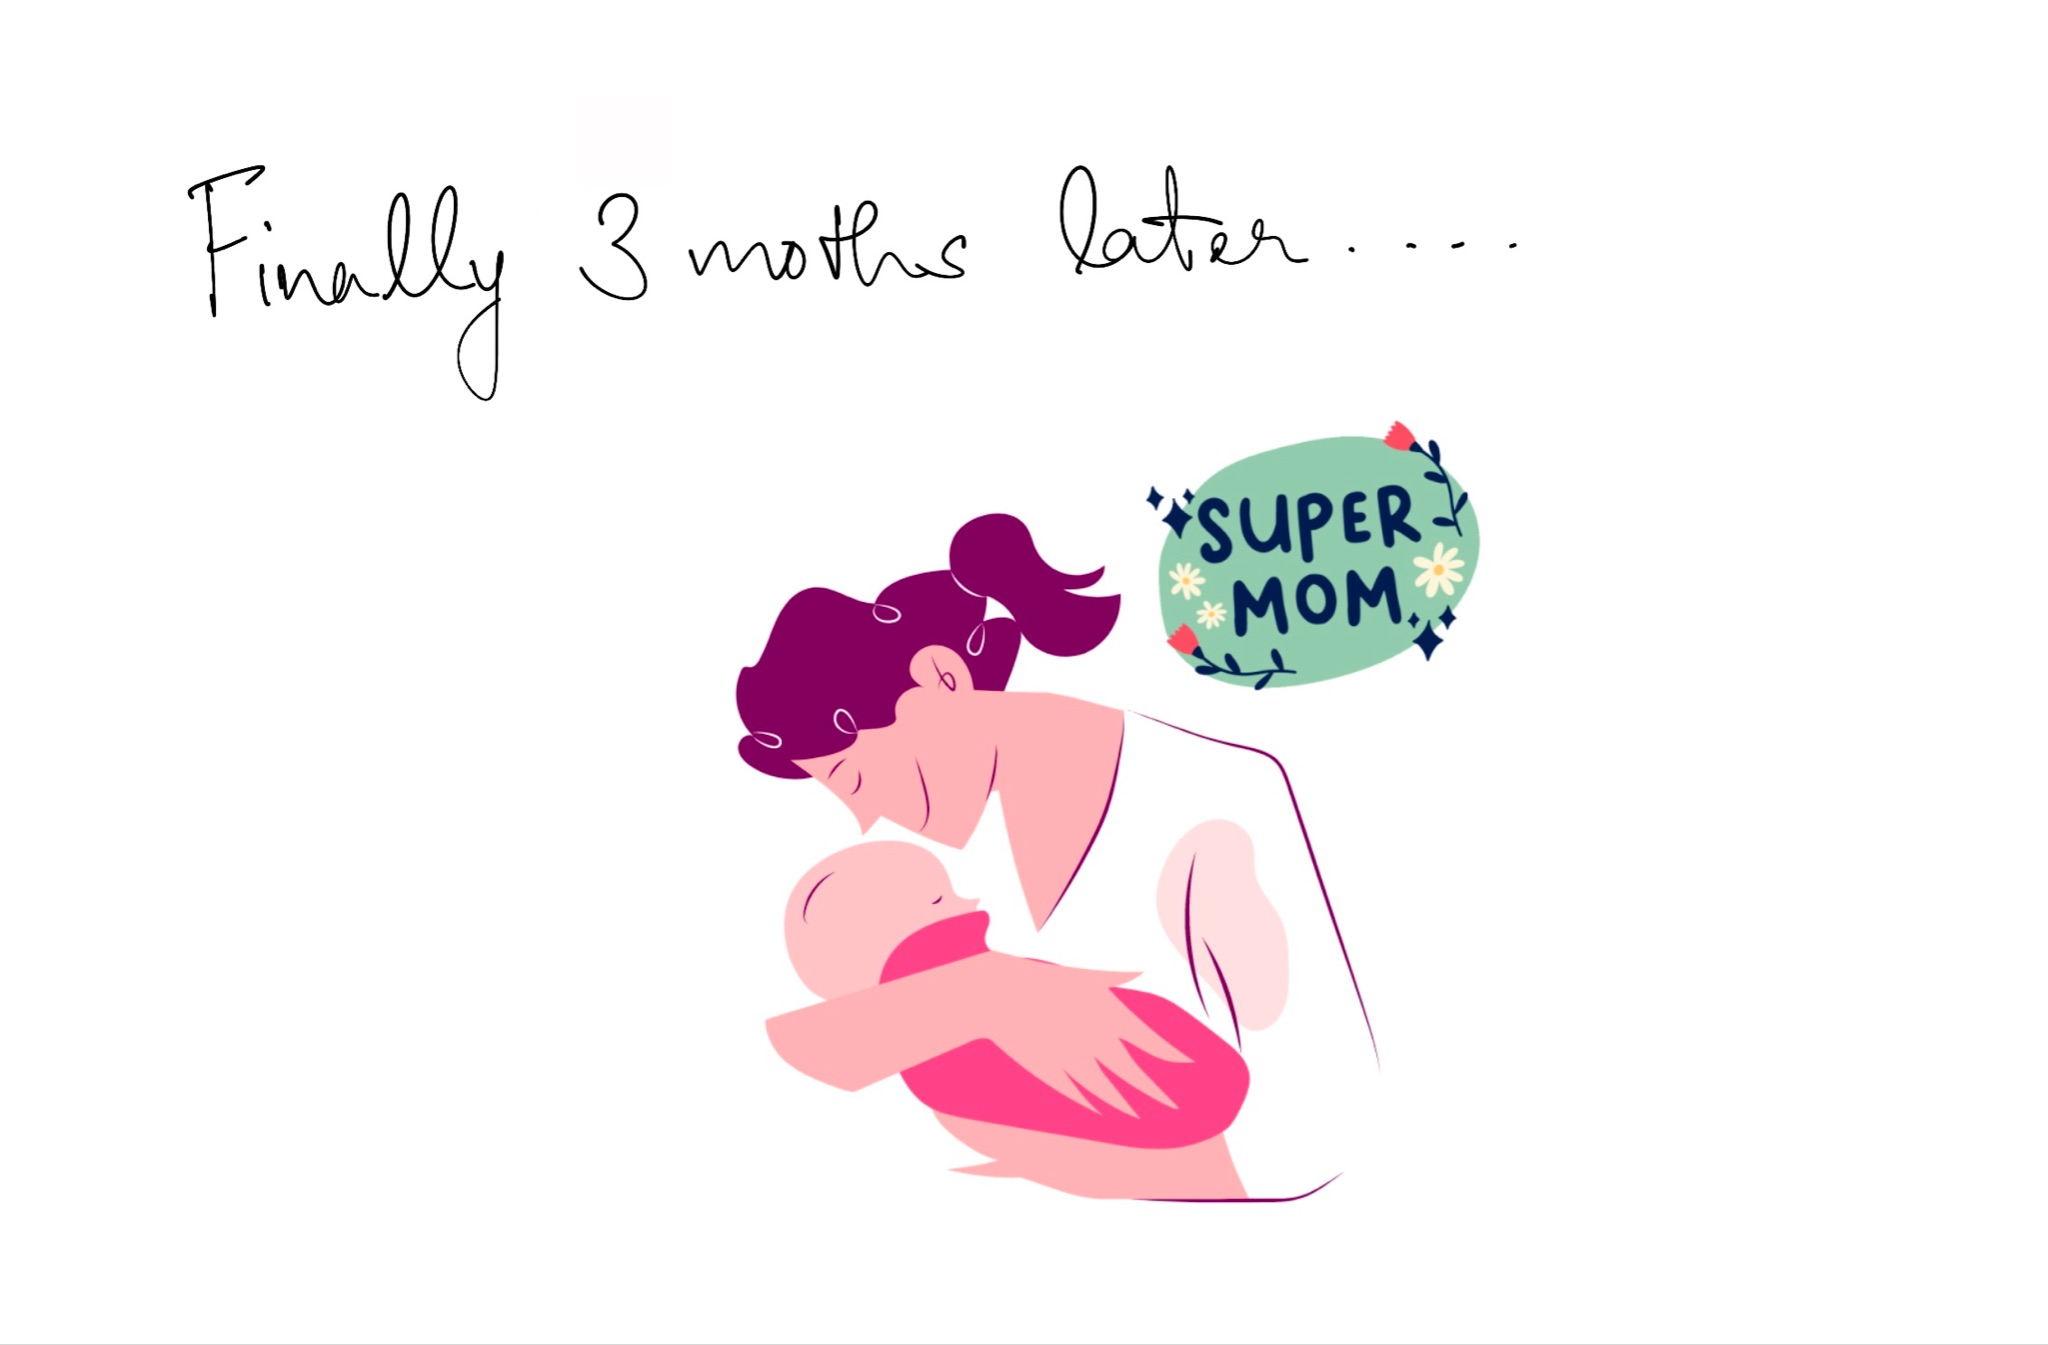 Finally 3 moths later.....
SUPER
MOM